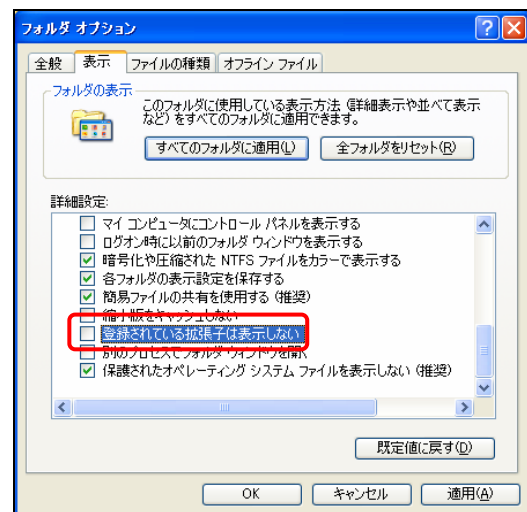 フォルダ オプション
全般 表示 ファイルの種類 オフライン ファイル
フォルダの表示
このフォルダに使用している表示方法 (詳細表示や並べて表示
など) をすべてのフォルダに適用できます。
すべてのフォルダに適用(L) 全フォルダをリセット(R)
詳細設定:
マイ コンピュータにコントロール パネルを表示する
ログオン時に以前のフォルダ ウィンドウを表示する
暗号化や圧縮された NTFS ファイルをカラーで表示する
各フォルダの表示設定を保存する
簡易ファイルの共有を使用する (推奨)
縮小版をキャッシュしない
登録されている拡張子は表示しない
別のプロセスでフォルダ ウィンドウを開く
保護されたオペレーティング システム ファイルを表示しない (推奨)
既定値に戻す(D)
OK キャンセル 適用(A)